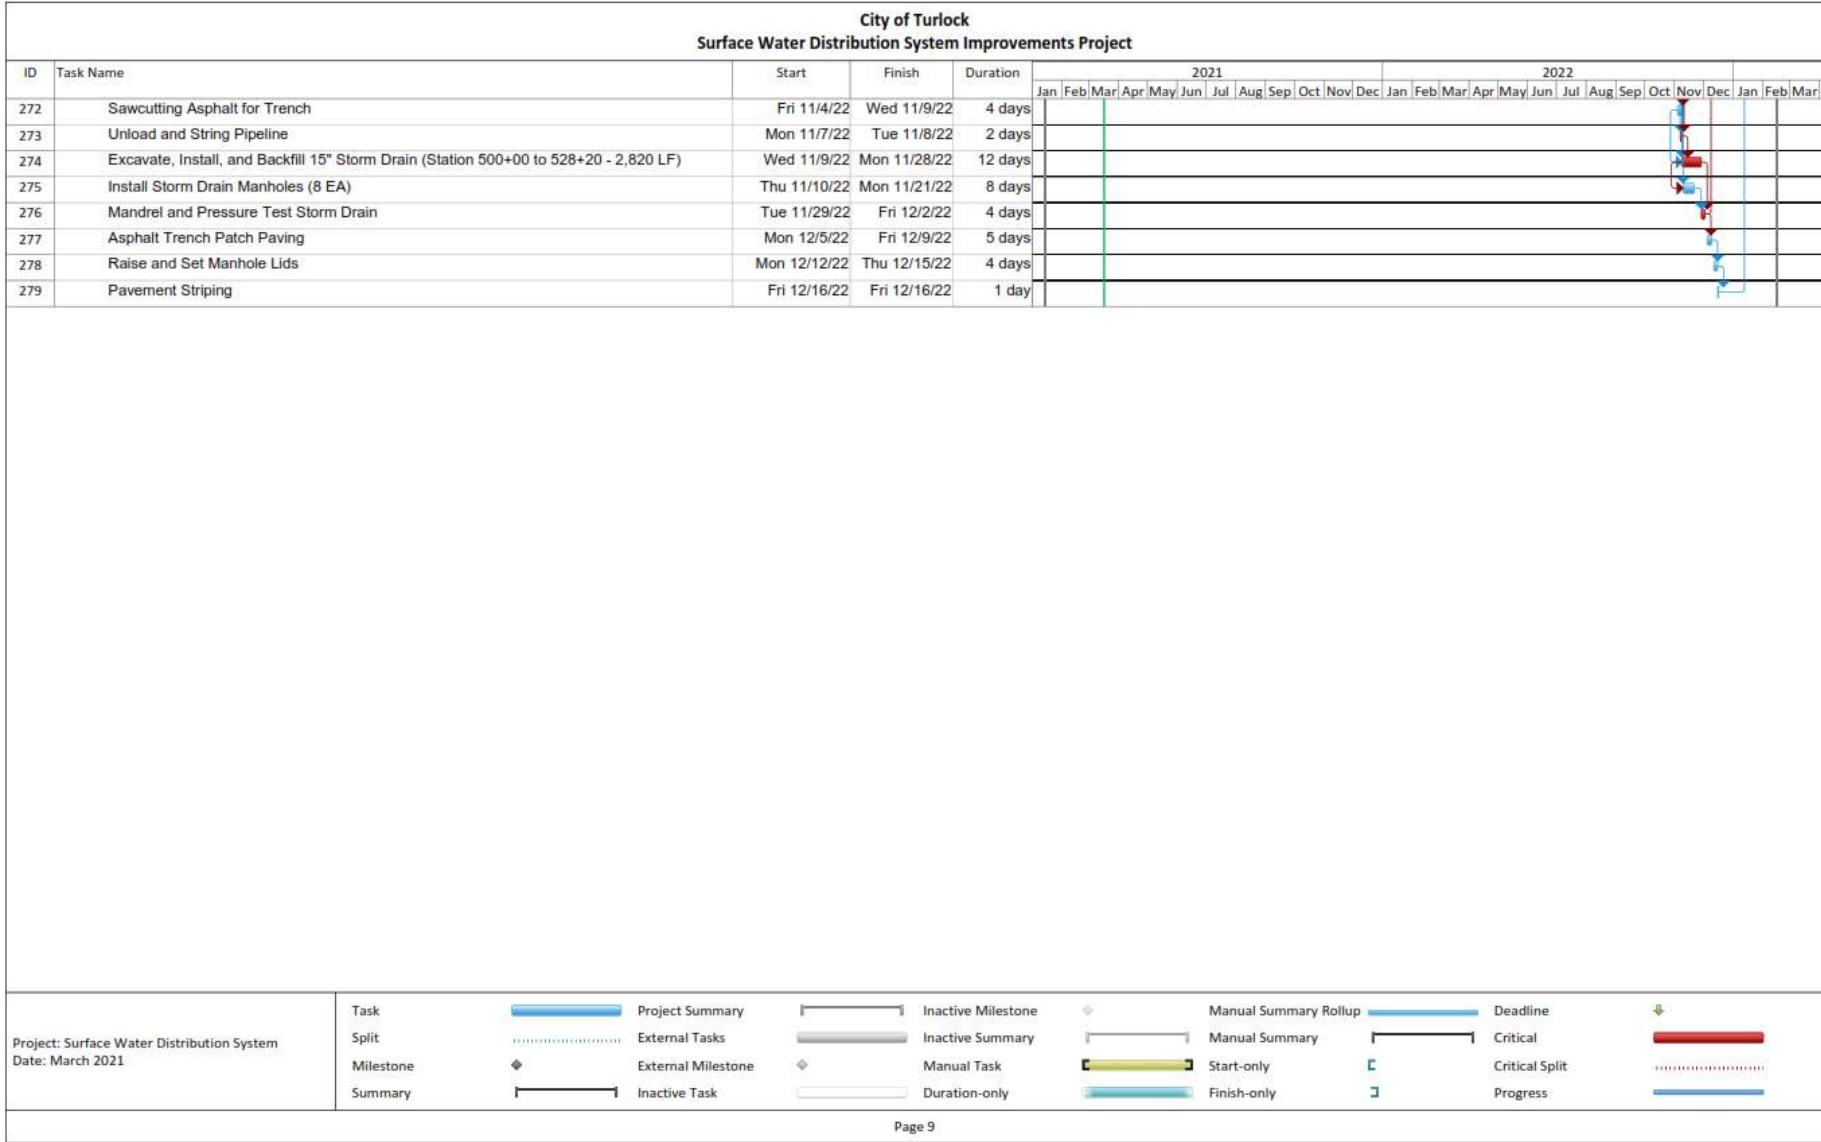 City of Turlock
Surface Water Distribution System Improvements Project
ID Task Name Start Finish Duration 2021 2022
Jan Feb Mar Apr May Jun Jul Aug Sep Oct Nov Dec Jan Feb Mar Apr May Jun Jul Aug Sep Oct Nov Dec Jan Feb Mar
272 Sawcutting Asphalt for Trench Fri 11/4/22 Wed 11/9/22 4 days
273 Unload and String Pipeline Mon 11/7/22 Tue 11/8/22 2 days
274 Excavate, Install, and Backfill 15" Storm Drain (Station 500+00 to 528+20 - 2,820 LF) Wed 11/9/22 Mon 11/28/22 12 days
275 Install Storm Drain Manholes (8 EA) Thu 11/10/22 Mon 11/21/22 8 days
276 Mandrel and Pressure Test Storm Drain Tue 11/29/22 Fri 12/2/22 4 days
277 Asphalt Trench Patch Paving Mon 12/5/22 Fri 12/9/22 5 days
278 Raise and Set Manhole Lids Mon 12/12/22 Thu 12/15/22 4 days
279 Pavement Striping Fri 12/16/22 Fri 12/16/22 1 day
Project: Surface Water Distribution System
Date: March 2021
Task Project Summary Inactive Milestone Manual Summary Rollup Deadline
Split External Tasks Inactive Summary Manual Summary Critical
Milestone External Milestone Manual Task Start-only Critical Split
Summary Inactive Task Duration-only Finish-only Progress
Page 9